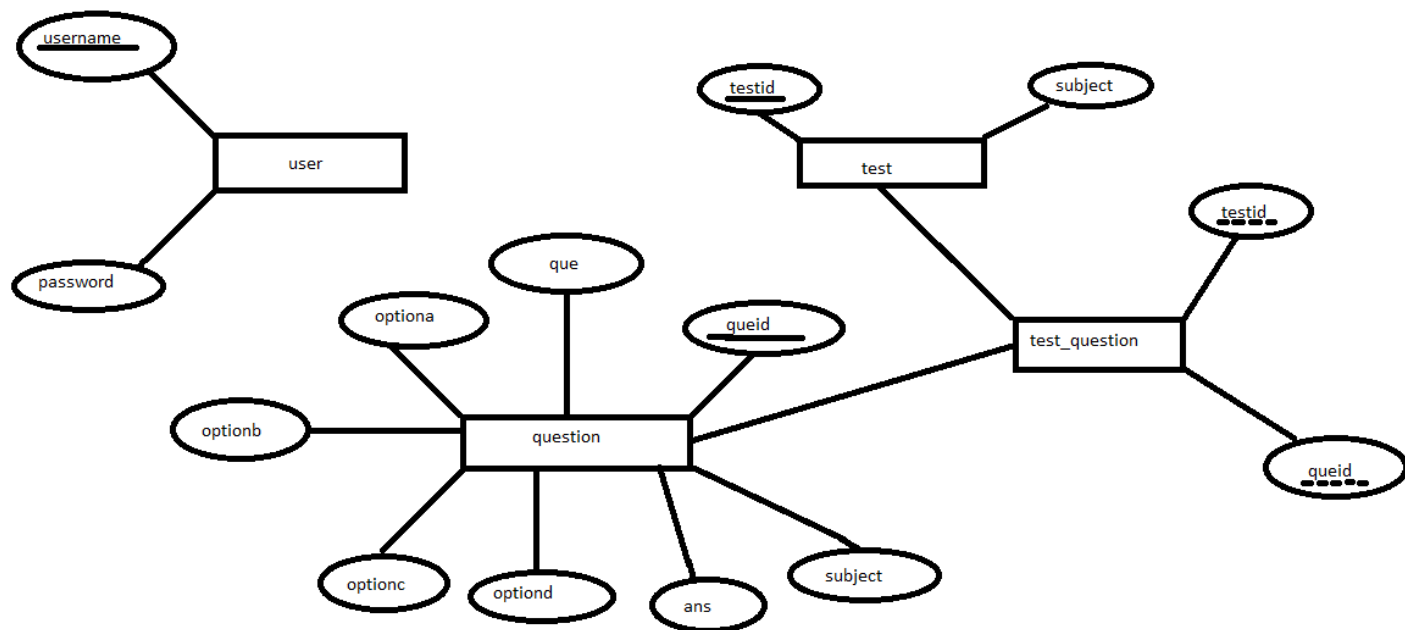 username
testid
subject
user
test
testid
que
password
optiona
queid
test_question
optionb
question
queid
optionc
optiond
ans
subject